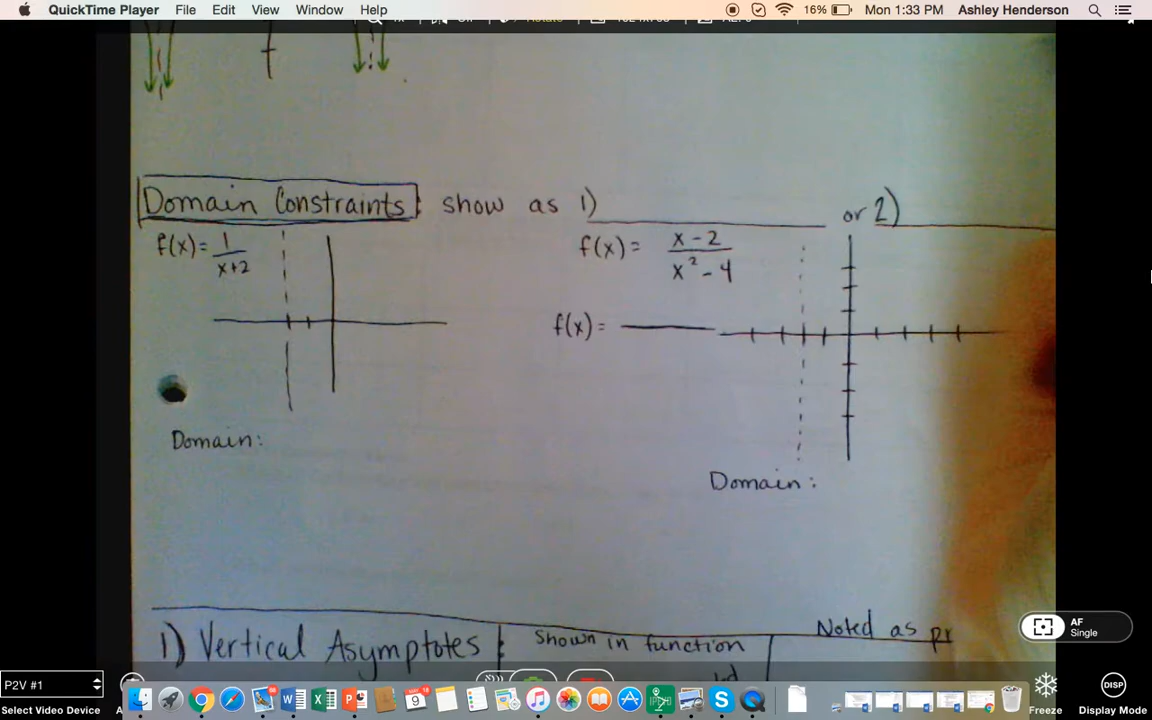 QuickTime Player File Edit View Window Help 16% Mon 1:33 PM Ashley Henderson
Domain Constraints: show as 1) or 2)
f(x) = 1/x+2
f(x) = x-2/x²-4
f(x) =
Domain:
Domain:
1) Vertical Asymptotes: Shown in function
Noted as
AF
Single
P2V #1
Select Video Device
Freeze
Display Mode
DISP